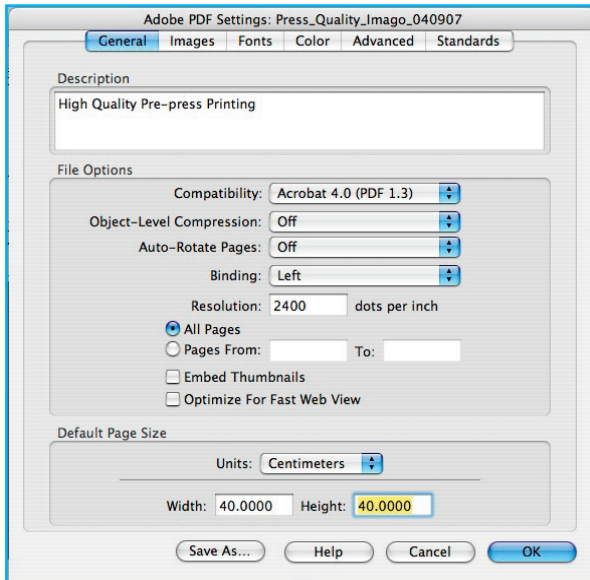 Adobe PDF Settings: Press_Quality_Imago_040907
General Images Fonts Color Advanced Standards
Description
High Quality Pre-press Printing
File Options
Compatibility: Acrobat 4.0 (PDF 1.3)
Object-Level Compression: Off
Auto-Rotate Pages: Off
Binding: Left
Resolution: 2400 dots per inch
All Pages
Pages From: To:
Embed Thumbnails
Optimize For Fast Web View
Default Page Size
Units: Centimeters
Width: 40.0000 Height: 40.0000
Save As... Help Cancel OK